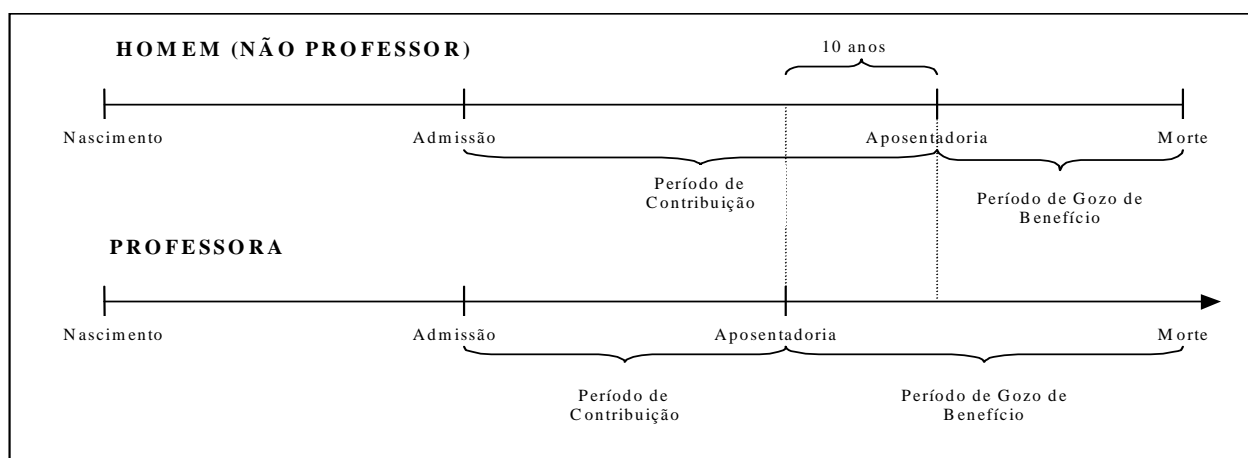 HOMEM (NÃO PROFESSOR)
10 anos
Nascimento
Admissão
Aposentadoria
Morte
Período de
Contribuição
Período de Gozo de
Benefício
PROFESSORA
Nascimento
Admissão
Aposentadoria
Morte
Período de
Contribuição
Período de Gozo de
Benefício